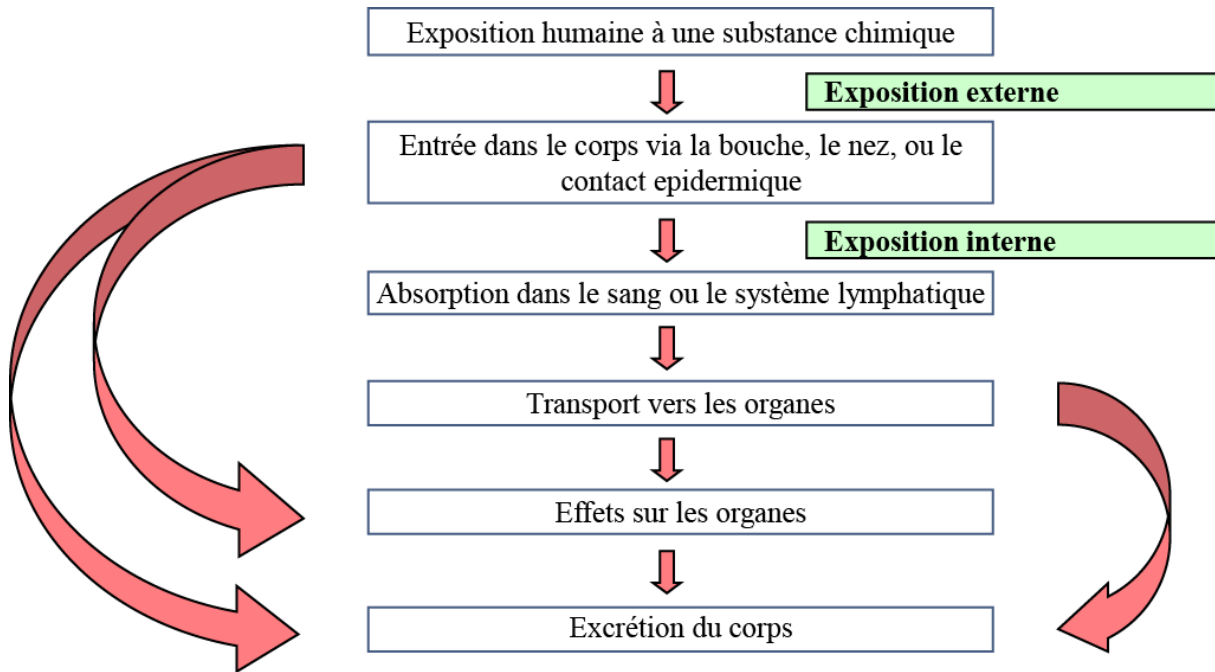 Exposition humaine à une substance chimique
Exposition externe
Entrée dans le corps via la bouche, le nez, ou le
contact epidermique
Exposition interne
Absorption dans le sang ou le système lymphatique
Transport vers les organes
Effets sur les organes
Excrétion du corps